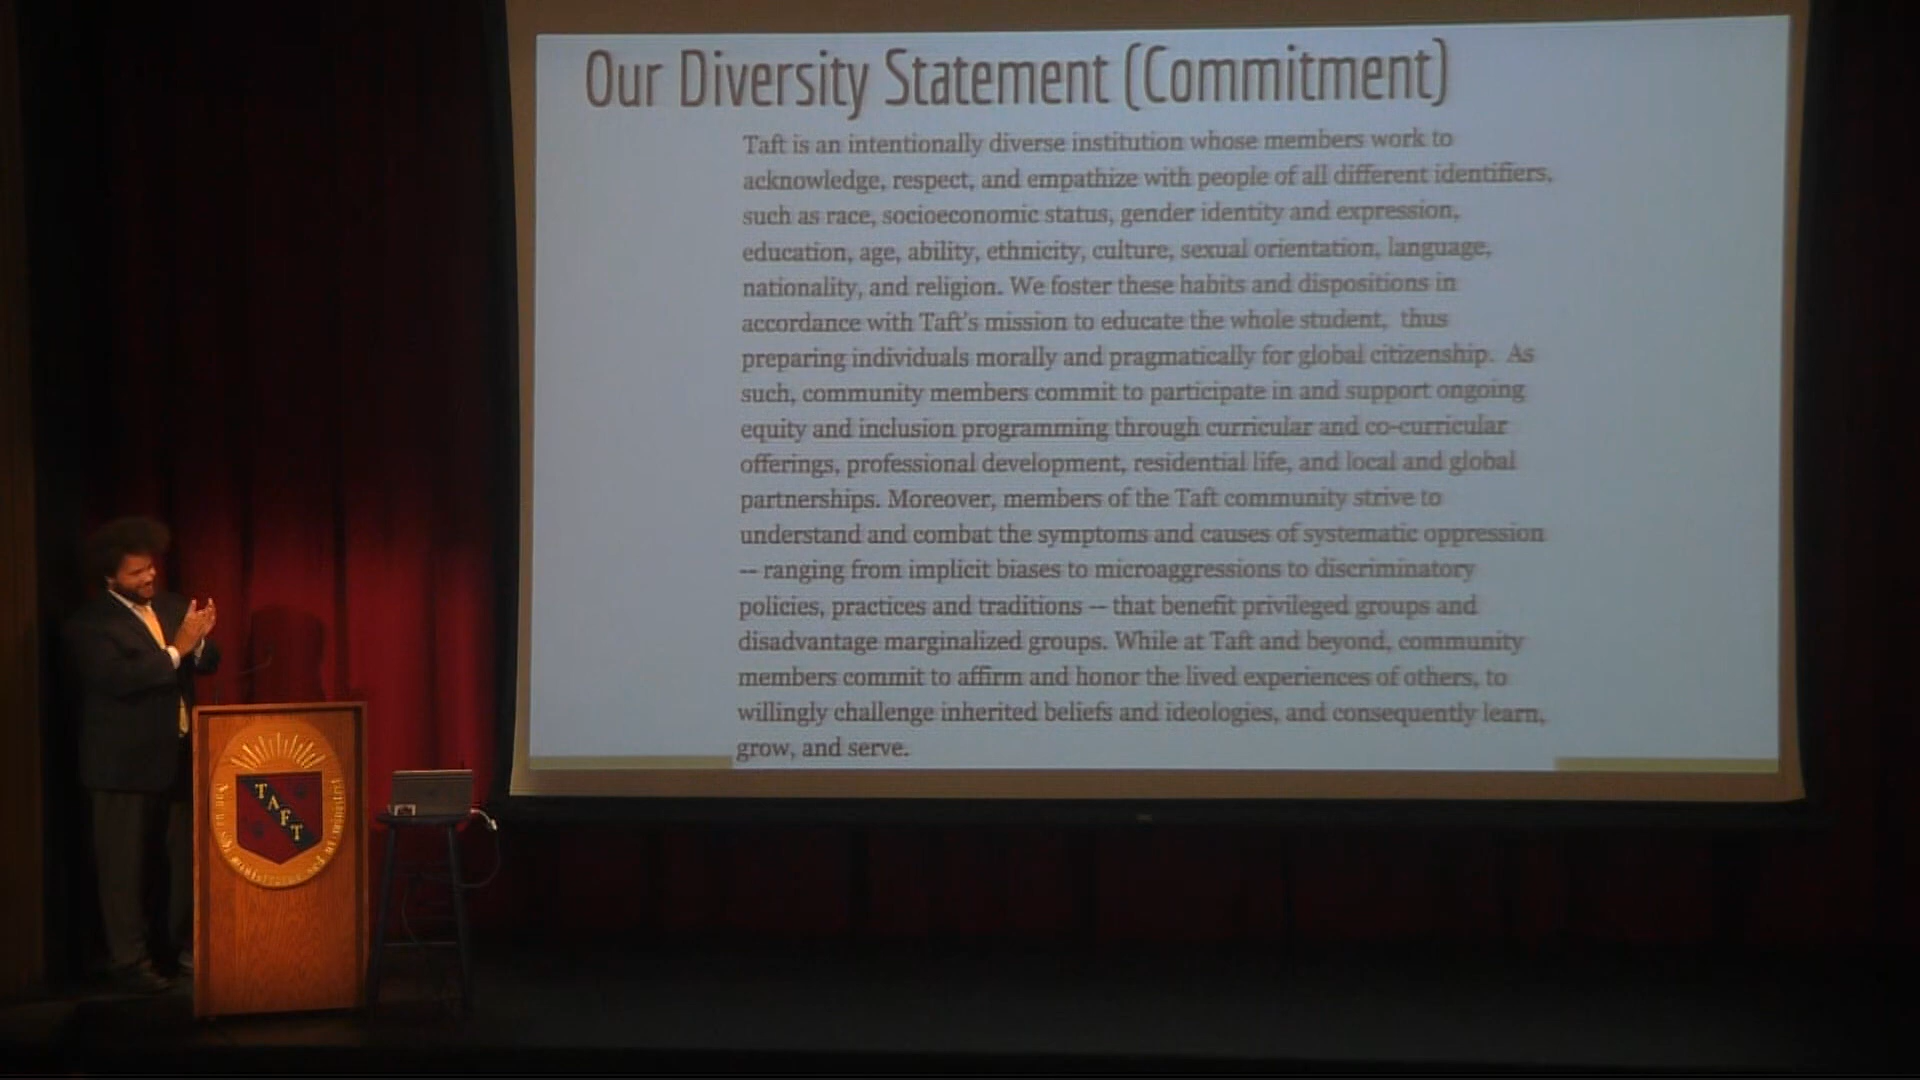 Our Diversity Statement (Commitment)
Taft is an intentionally diverse institution whose members work to
acknowledge, respect, and empathize with people of all different identifiers,
such as race, socioeconomic status, gender identity and expression,
education, age, ability, ethnicity, culture, sexual orientation, language,
nationality, and religion. We foster these habits and dispositions in
accordance with Taft's mission to educate the whole student, thus
preparing individuals morally and pragmatically for global citizenship. As
such, community members commit to participate in and support ongoing
equity and inclusion programming through curricular and co-curricular
offerings, professional development, residential life, and local and global
partnerships. Moreover, members of the Taft community strive to
understand and combat the symptoms and causes of systematic oppression
-- ranging from implicit biases to microaggressions to discriminatory
policies, practices and traditions -- that benefit privileged groups and
disadvantage marginalized groups. While at Taft and beyond, community
members commit to affirm and honor the lived experiences of others, to
willingly challenge inherited beliefs and ideologies, and consequently learn,
grow, and serve.
TAFT